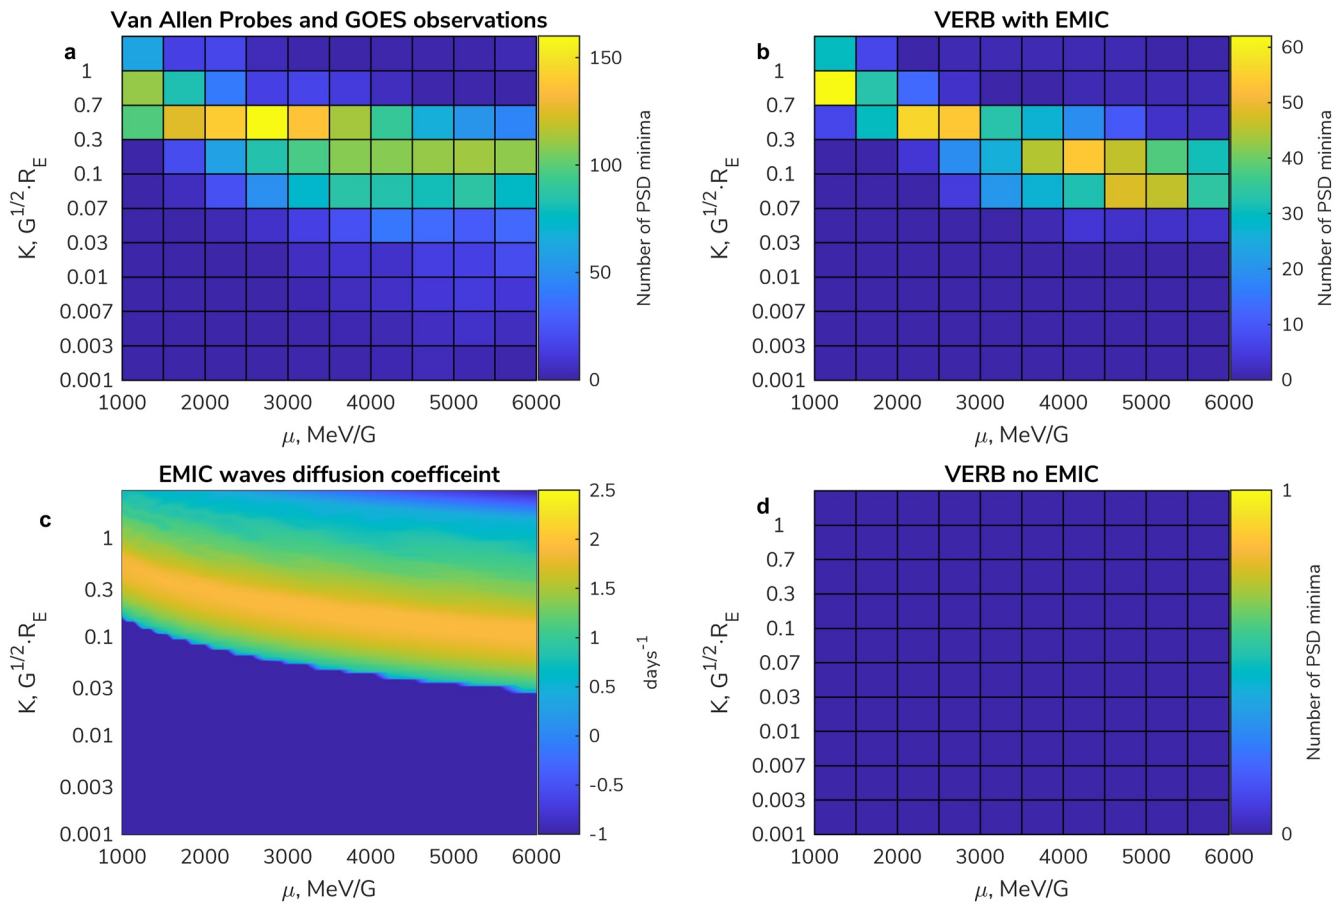 Van Allen Probes and GOES observations
a
1
0.7
0.3
0.1
0.07
0.03
0.01
0.007
0.003
0.001
K, G^1/2·R_E
1000 2000 3000 4000 5000 6000
μ, MeV/G
150
100
50
0
Number of PSD minima
VERB with EMIC
b
1
0.7
0.3
0.1
0.07
0.03
0.01
0.007
0.003
0.001
K, G^1/2·R_E
1000 2000 3000 4000 5000 6000
μ, MeV/G
60
50
40
30
20
10
0
Number of PSD minima
EMIC waves diffusion coefficeint
c
1
0.3
0.1
0.03
0.01
0.003
0.001
K, G^1/2·R_E
1000 2000 3000 4000 5000 6000
μ, MeV/G
2.5
2
1.5
1
0.5
0
-0.5
-1
days^-1
VERB no EMIC
d
1
0.7
0.3
0.1
0.07
0.03
0.01
0.007
0.003
0.001
K, G^1/2·R_E
1000 2000 3000 4000 5000 6000
μ, MeV/G
1
0
Number of PSD minima